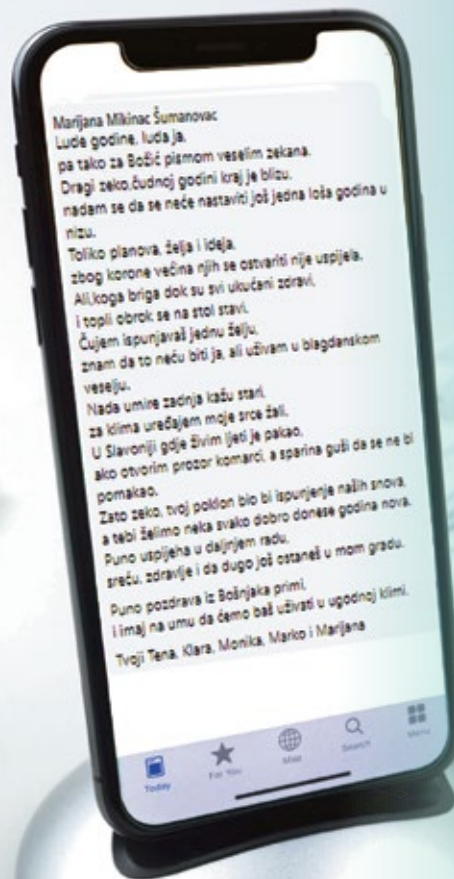 Marijana Mikinac Šumanovac
Lude godine, luda ja,
pa tako za Božić pismom veselim zekana.
Dragi zeko,čudnoj godini kraj je blizu,
nadam se da se neće nastaviti još jedna loša godina u
nizu.
Toliko planova, želja i ideja,
zbog korone većina njih se ostvariti nije uspjela,
Ali,koga briga dok su svi ukućani zdravi,
i topli obrok se na stol stavi.
Čujem ispunjavaš jednu želju,
znam da to neću biti ja, ali uživam u blagdanskom
veselju.
Nada umire zadnja kažu stari,
za klima uređajem moje srce žali,
U Slavoniji gdje živim ljeti je pakao,
ako otvorim prozor komarci, a sparina guši da se ne bi
pomakao.
Zato zeko, tvoj poklon bio bi ispunjenje naših snova,
a tebi želimo neka svako dobro donese godina nova.
Puno uspijeha u daljnjem radu,
sreću, zdravlje i da dugo još ostaneš u mom gradu.
Puno pozdrava iz Bošnjaka primi,
i imaj na umu da ćemo baš uživati u ugodnoj klimi.
Tvoji Tena, Klara, Monika, Marko i Marijana
Today
For You
Map
Search
Menu